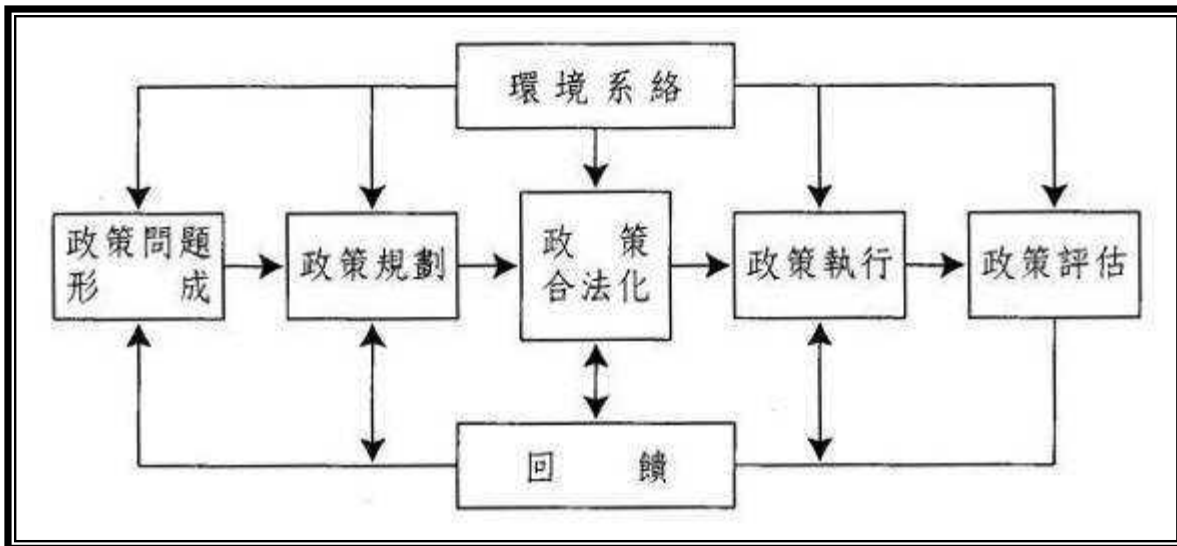 環境系絡
政策問題
形成
政策規劃
政策
合法化
政策執行
政策評估
回饋